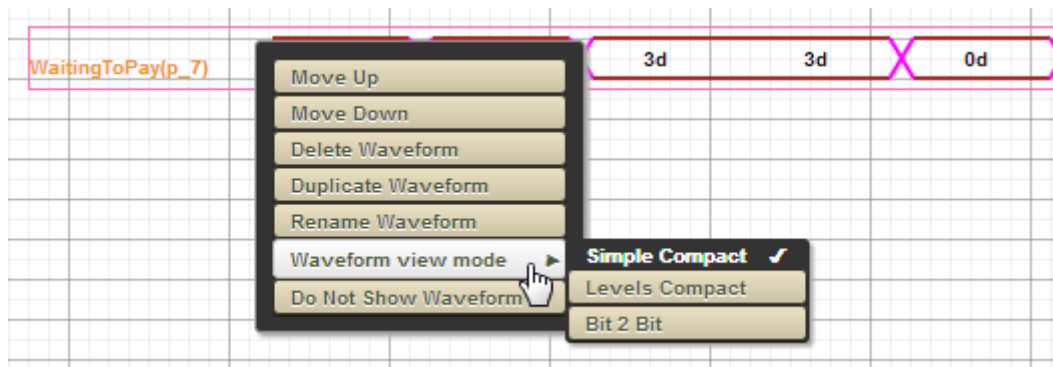 WaitingToPay(p_7)
3d
3d
0d
Move Up
Move Down
Delete Waveform
Duplicate Waveform
Rename Waveform
Waveform view mode
Do Not Show Waveform
Simple Compact
Levels Compact
Bit 2 Bit